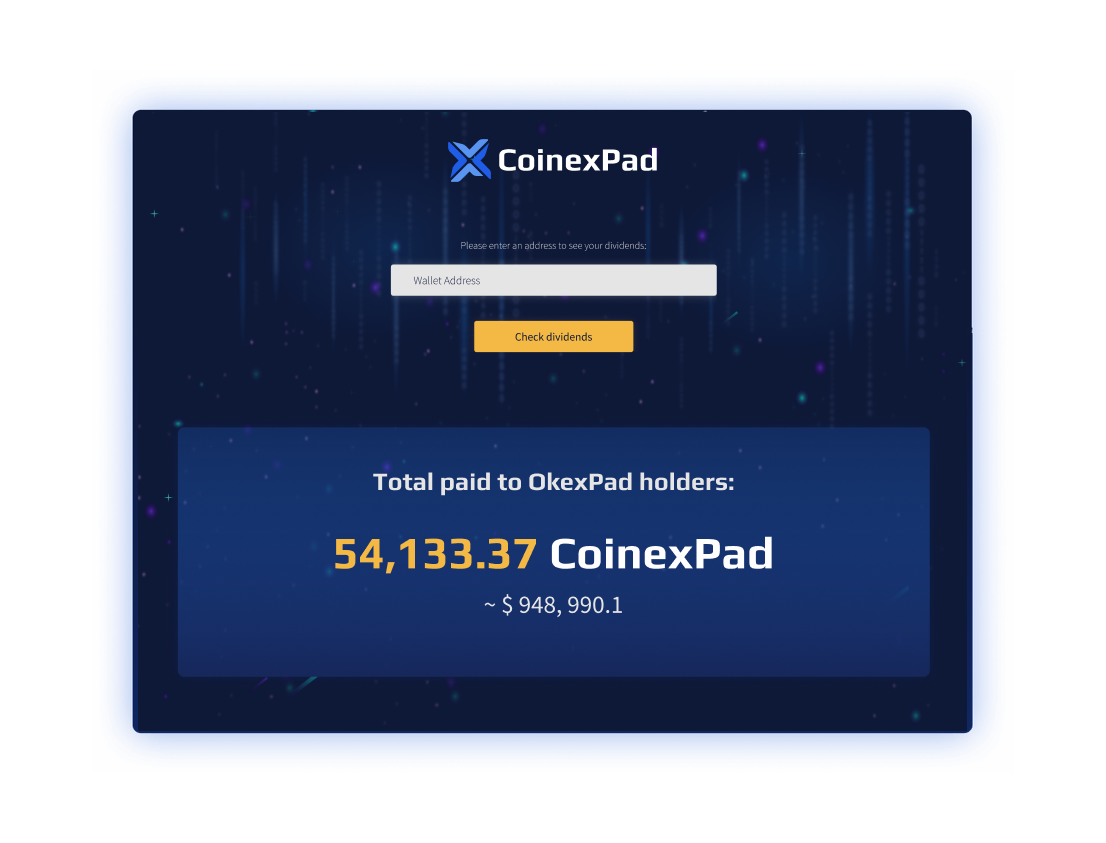 CoinexPad
Please enter an address to see your dividends:
Wallet Address
Check dividends
Total paid to OkexPad holders:
54,133.37 CoinexPad
~ $ 948, 990.1